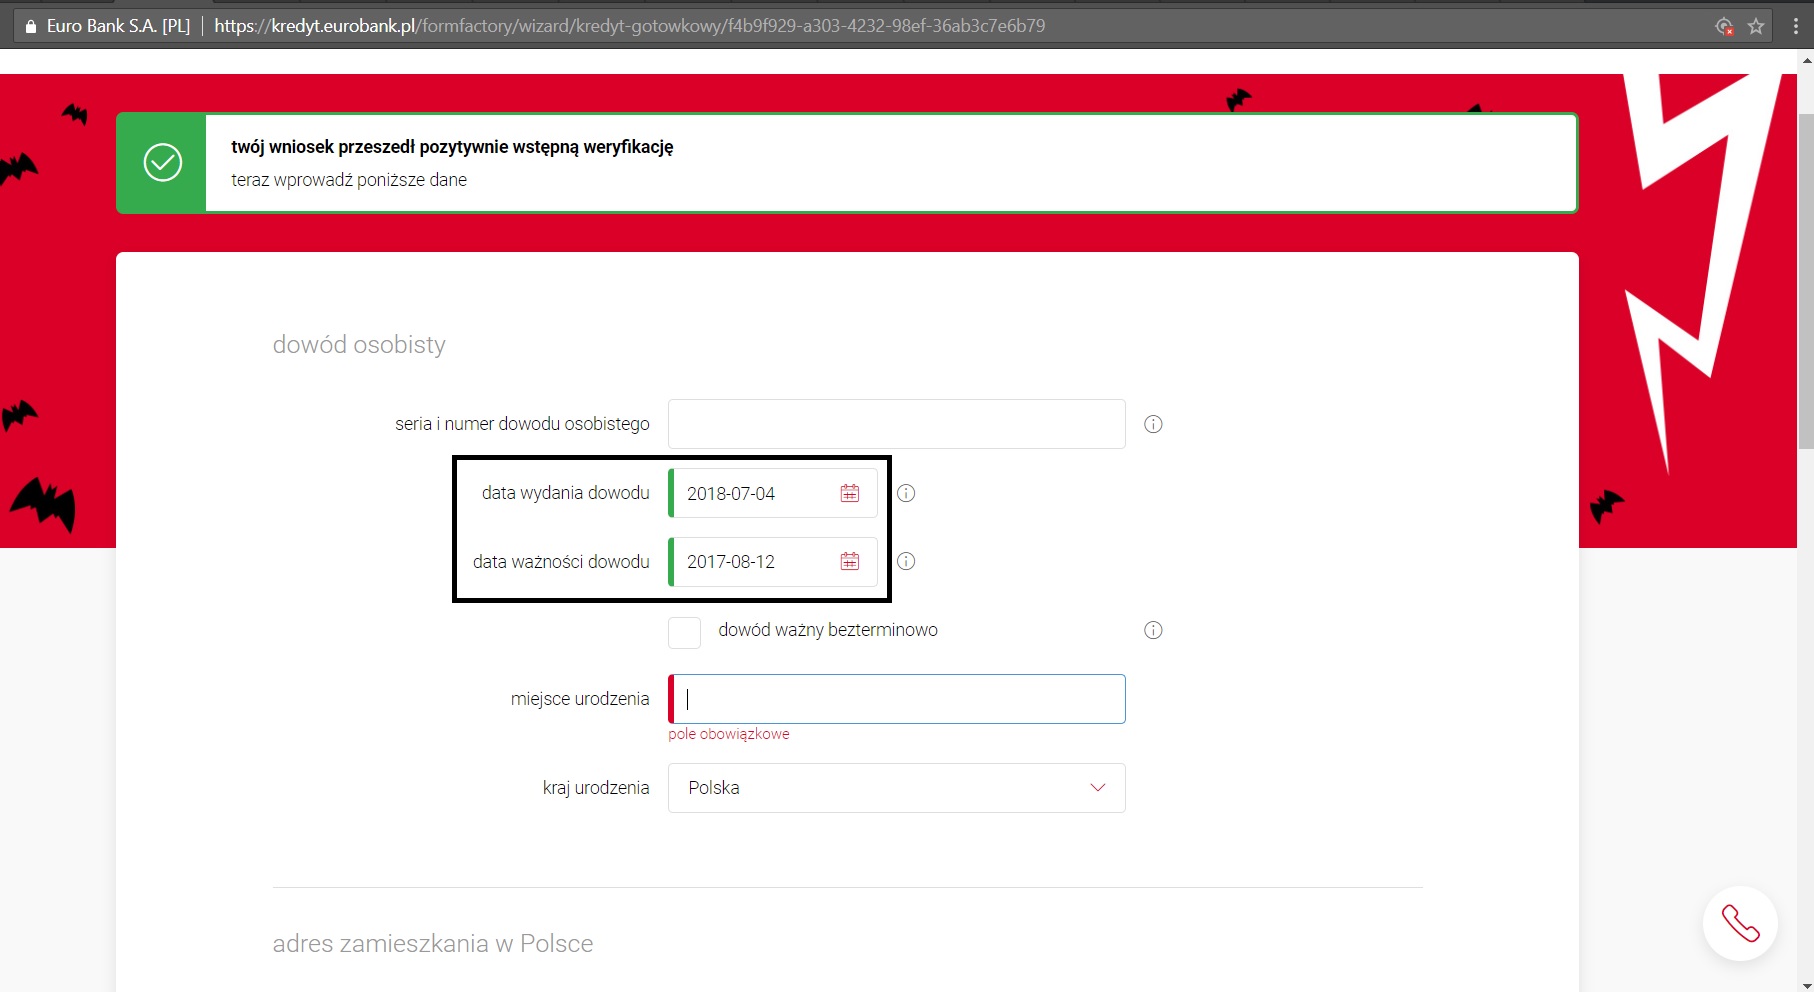 Euro Bank S.A. [PL] https://kredyt.eurobank.pl/formfactory/wizard/kredyt-gotowkowy/f4b9f929-a303-4232-98ef-36ab3c7e6b79
twój wniosek przeszedł pozytywnie wstępną weryfikację
teraz wprowadź poniższe dane
dowód osobisty
seria i numer dowodu osobistego
data wydania dowodu 2018-07-04
data ważności dowodu 2017-08-12
dowód ważny bezterminowo
miejsce urodzenia
pole obowiązkowe
kraj urodzenia Polska
adres zamieszkania w Polsce